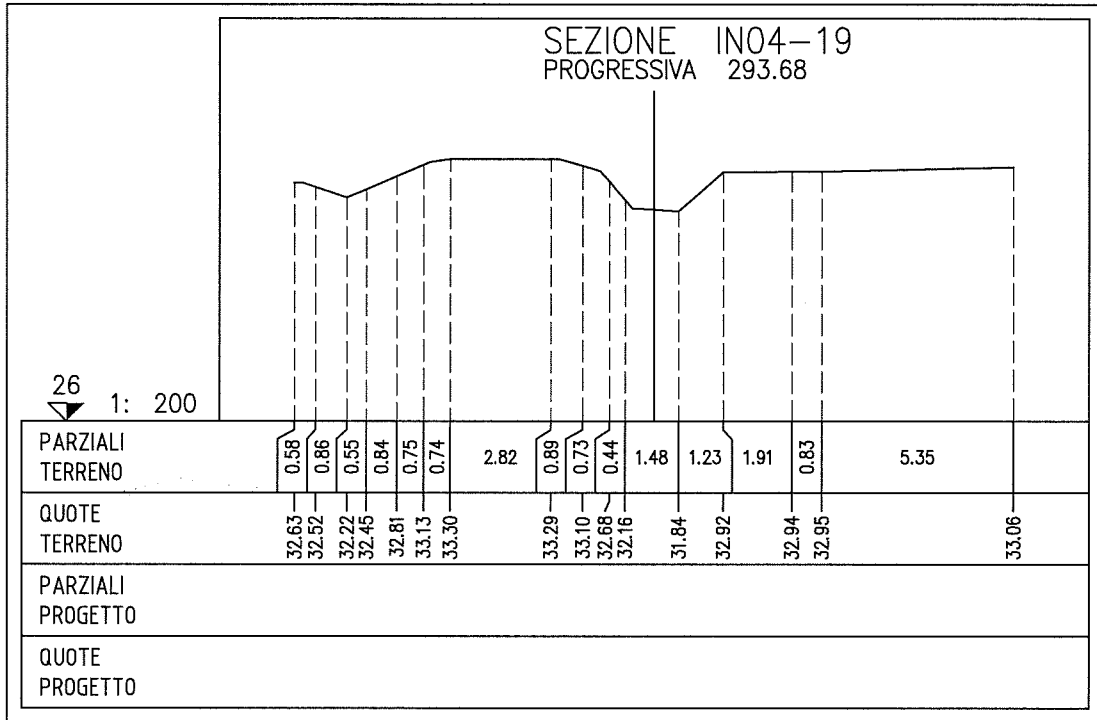 SEZIONE IN04-19
PROGRESSIVA 293.68
26
1: 200
PARZIALI
TERRENO
0.58 0.86 0.55 0.84 0.75 0.74 2.82 0.89 0.73 0.44 1.48 1.23 1.91 0.83 5.35
QUOTE
TERRENO
32.63 32.52 32.22 32.45 32.81 33.13 33.30 33.29 33.10 32.68 32.16 31.84 32.92 32.94 32.95 33.06
PARZIALI
PROGETTO
QUOTE
PROGETTO